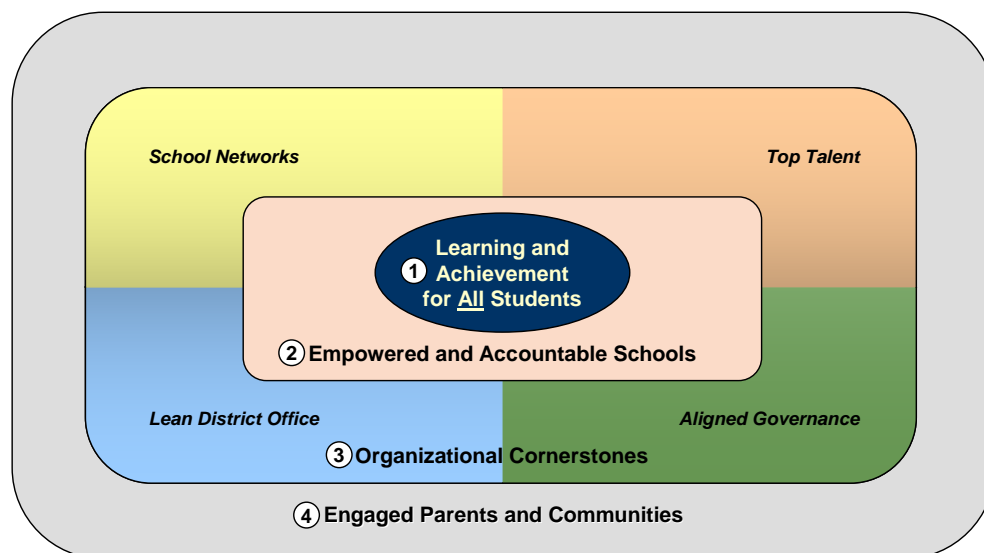 School Networks
Top Talent
1
Learning and
Achievement
for All Students
2 Empowered and Accountable Schools
Lean District Office
Aligned Governance
3 Organizational Cornerstones
4 Engaged Parents and Communities